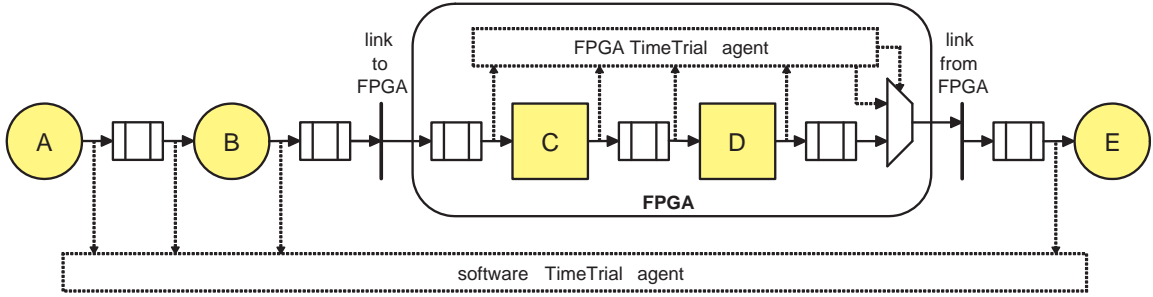 FPGA TimeTrial agent
link
to
FPGA
link
from
FPGA
A
B
C
D
E
FPGA
software TimeTrial agent